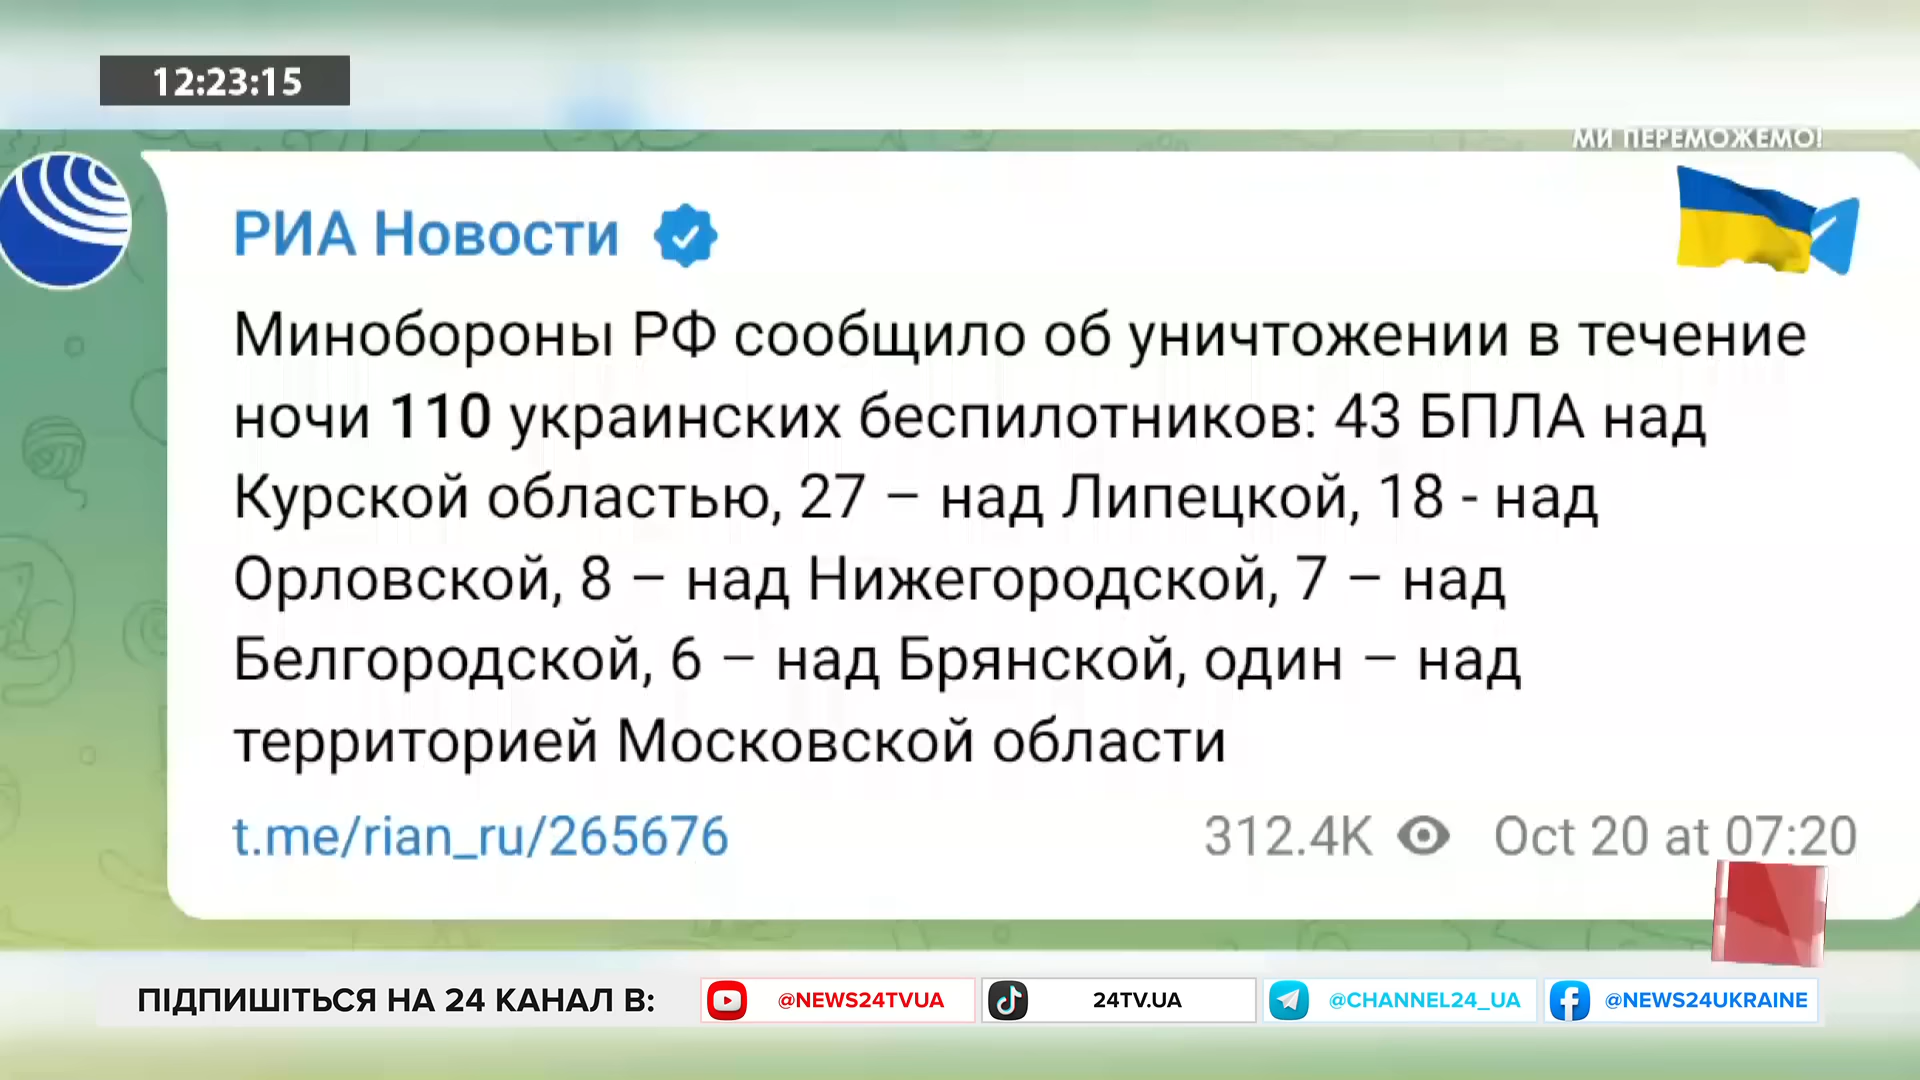 12:23:15
МИ ПЕРЕМОЖЕМО!
РИА Новости
Минобороны РФ сообщило об уничтожении в течение
ночи 110 украинских беспилотников: 43 БПЛА над
Курской областью, 27 – над Липецкой, 18 - над
Орловской, 8 – над Нижегородской, 7 – над
Белгородской, 6 – над Брянской, один – над
территорией Московской области
t.me/rian_ru/265676 312.4K Oct 20 at 07:20
ПІДПИШІТЬСЯ НА 24 КАНАЛ В: @NEWS24TVUA 24TV.UA @CHANNEL24_UA @NEWS24UKRAINE